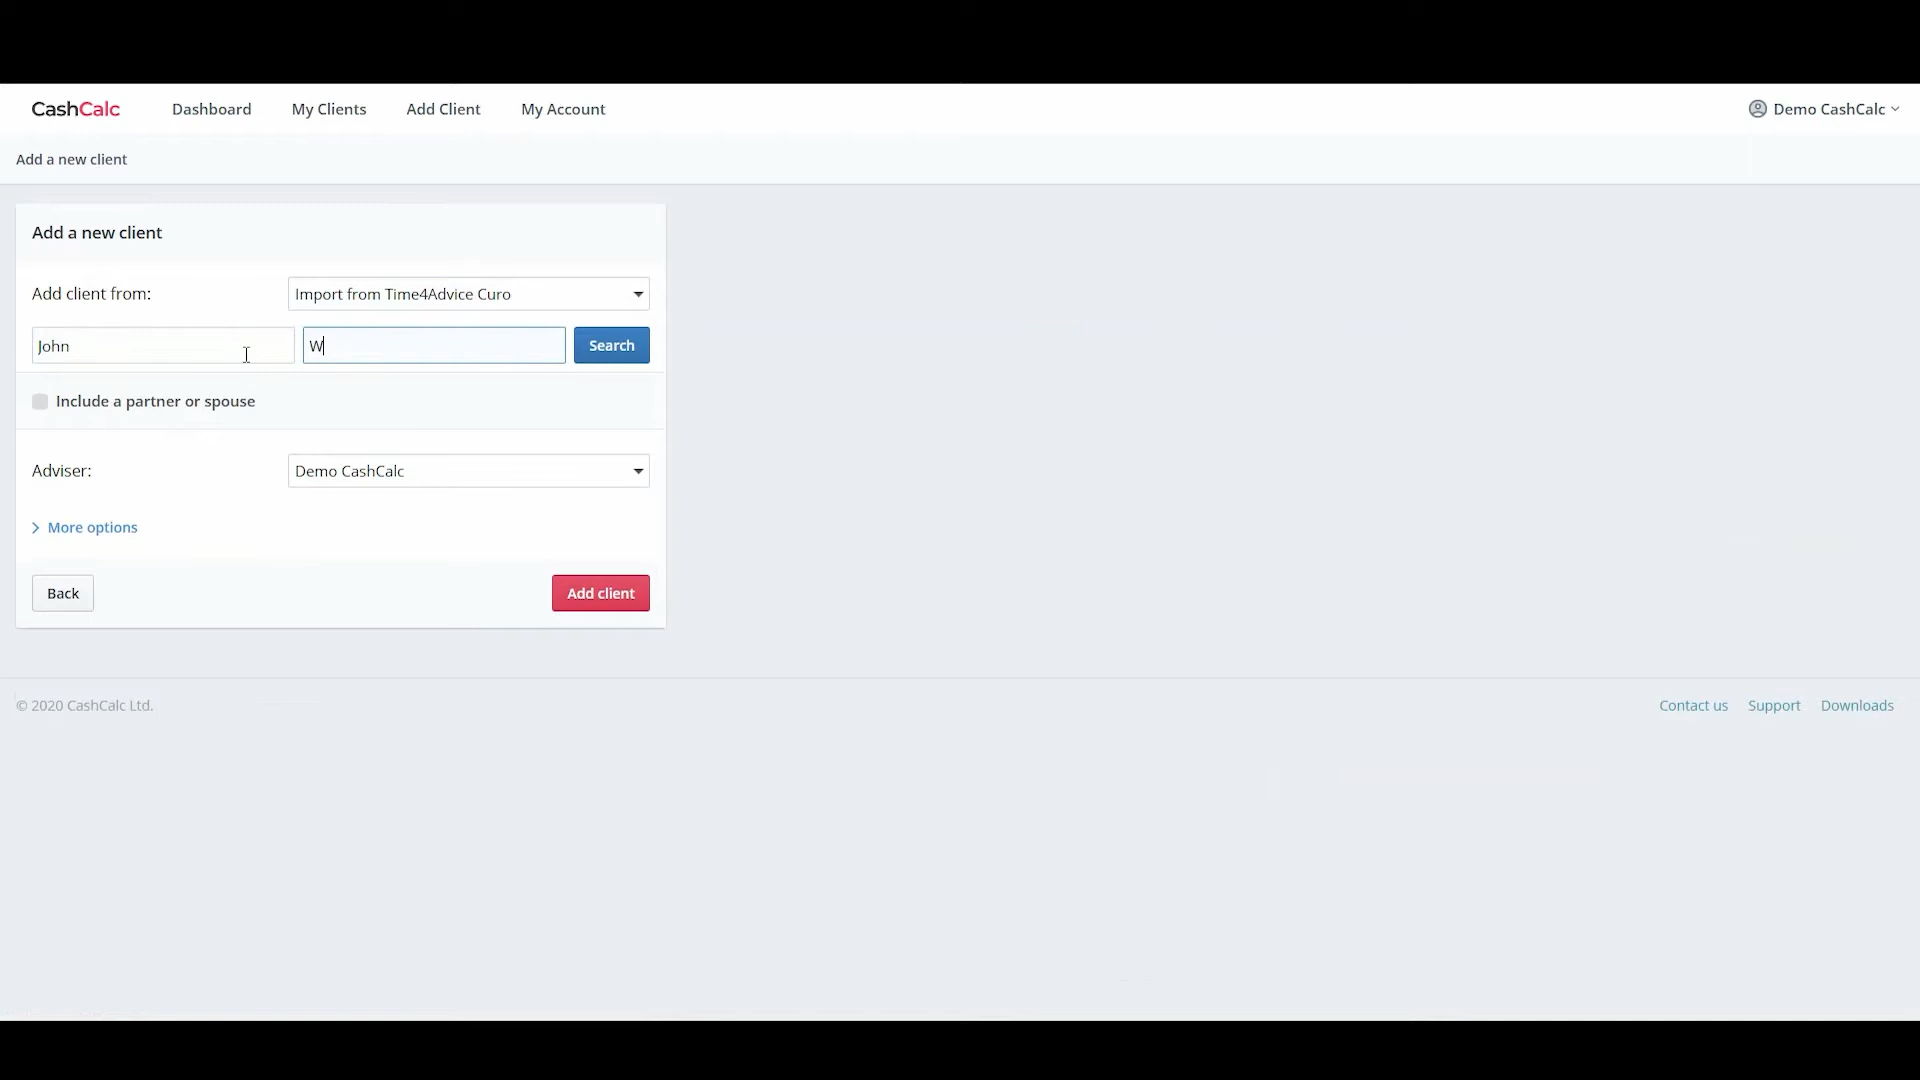 CashCalc Dashboard My Clients Add Client My Account Demo CashCalc
Add a new client
Add a new client
Add client from: Import from Time4Advice Curo
John W Search
Include a partner or spouse
Adviser: Demo CashCalc
More options
Back Add client
© 2020 CashCalc Ltd. Contact us Support Downloads